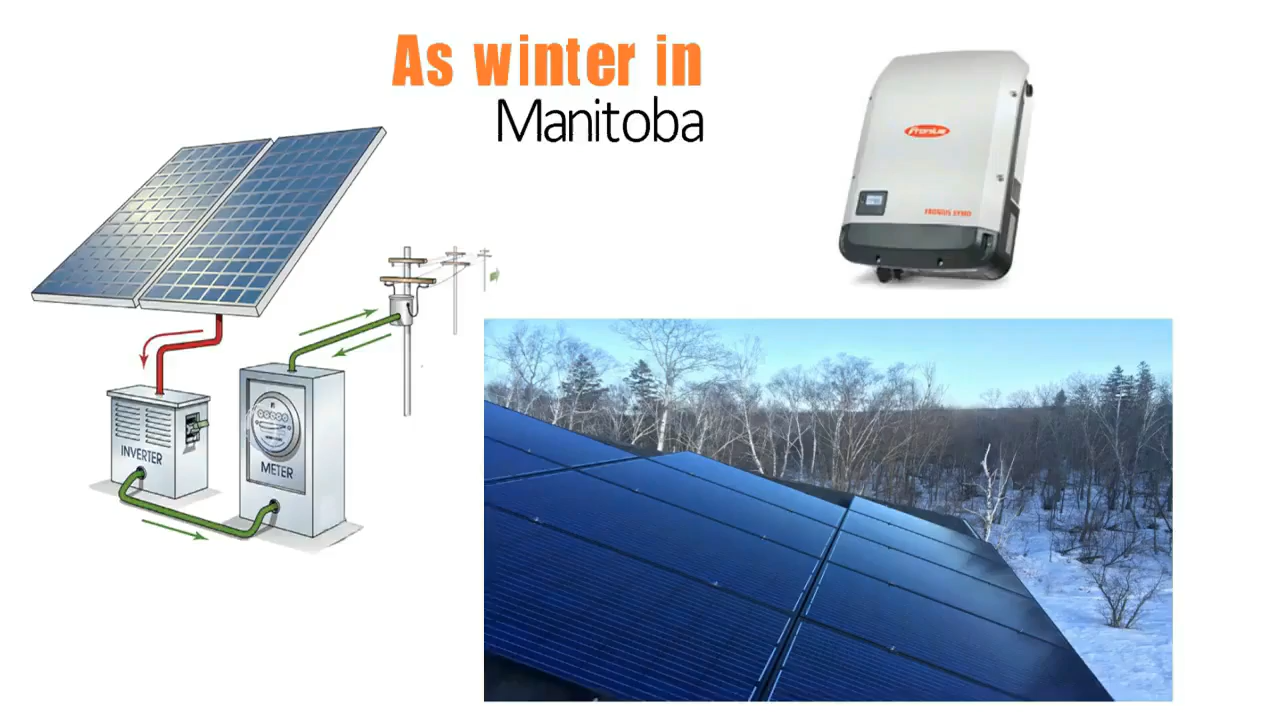 As winter in
Manitoba
Fronius
FRONIUS SYMO
INVERTER
METER